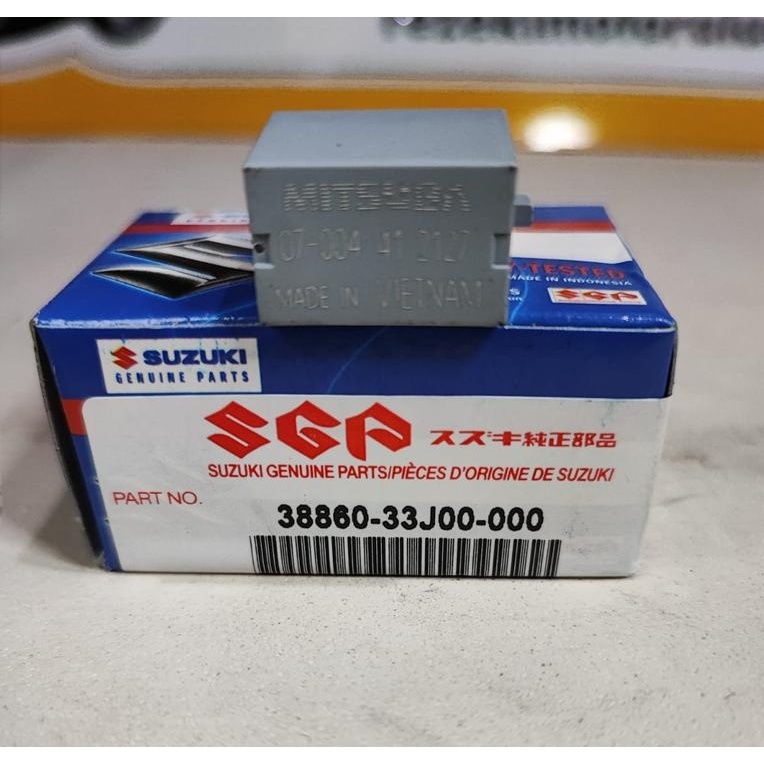 MITSUBA
07-004 41 2127
MADE IN VIETNAM
TESTED
MADE IN INDONESIA
SGP
SUZUKI
GENUINE PARTS
SGP スズキ純正部品
SUZUKI GENUINE PARTS/PIÈCES D'ORIGINE DE SUZUKI
PART NO.
38860-33J00-000